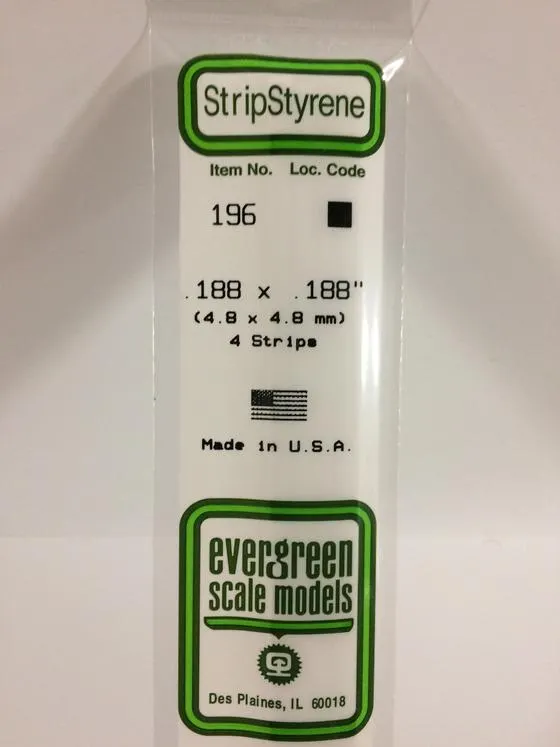 StripStyrene
Item No. Loc. Code
196
.188 x .188"
(4.8 x 4.8 mm)
4 Strips
Made in U.S.A.
evergreen
scale models
Des Plaines, IL 60018